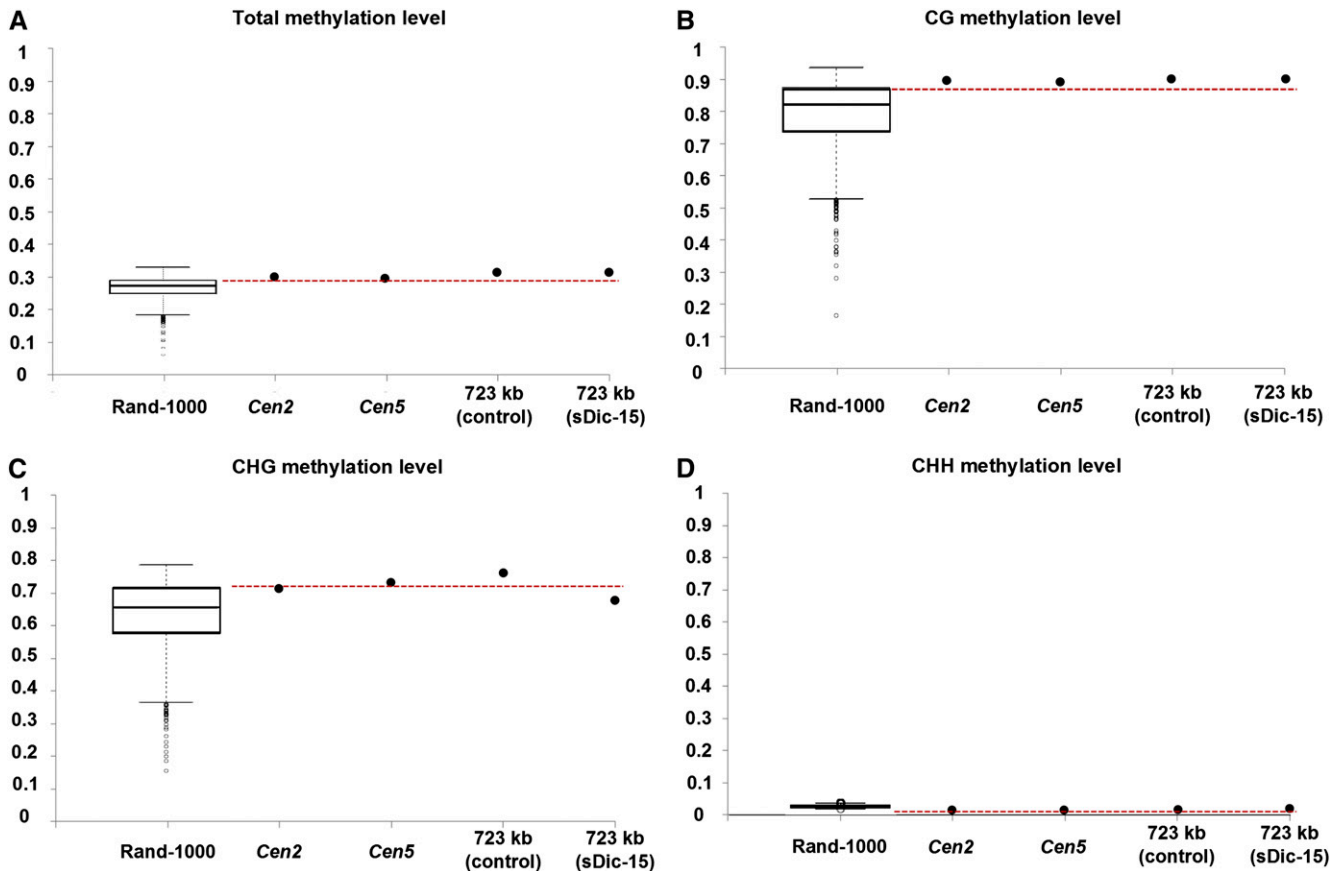 A
Total methylation level
1
0.9
0.8
0.7
0.6
0.5
0.4
0.3
0.2
0.1
0
Rand-1000
Cen2
Cen5
723 kb
(control)
723 kb
(sDic-15)
B
CG methylation level
1
0.9
0.8
0.7
0.6
0.5
0.4
0.3
0.2
0.1
0
Rand-1000
Cen2
Cen5
723 kb
(control)
723 kb
(sDic-15)
C
CHG methylation level
1
0.9
0.8
0.7
0.6
0.5
0.4
0.3
0.2
0.1
0
Rand-1000
Cen2
Cen5
723 kb
(control)
723 kb
(sDic-15)
D
CHH methylation level
1
0.9
0.8
0.7
0.6
0.5
0.4
0.3
0.2
0.1
0
Rand-1000
Cen2
Cen5
723 kb
(control)
723 kb
(sDic-15)